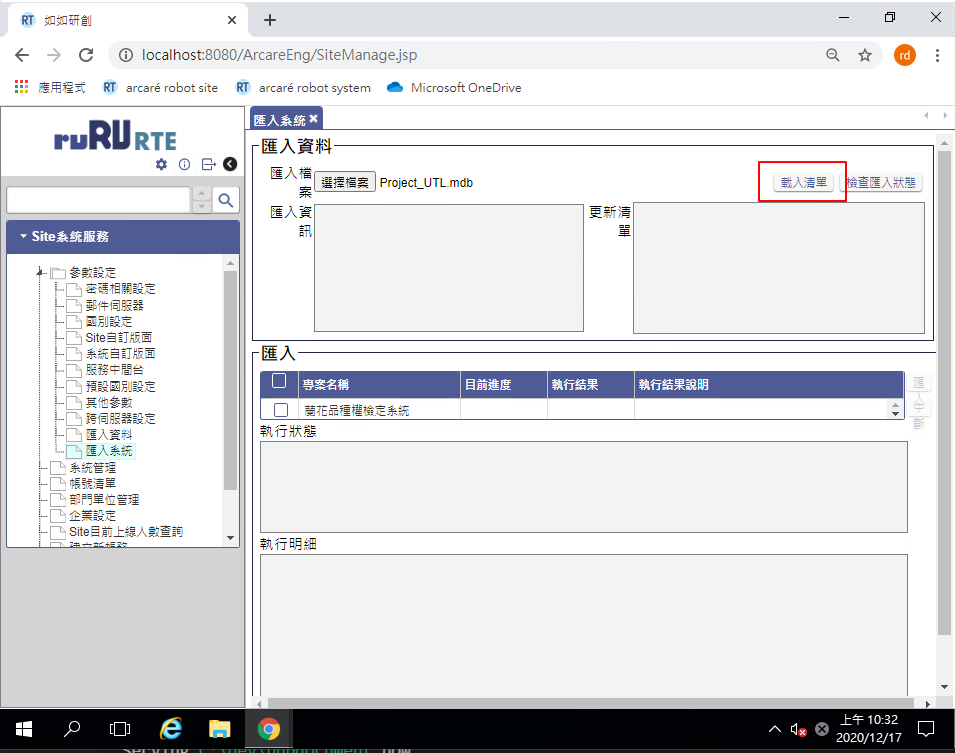 RT 如如研創
localhost:8080/ArcareEng/SiteManage.jsp
rd
應用程式 RT arcaré robot site RT arcaré robot system Microsoft OneDrive
ruRU RTE
Site系統服務
參數設定
密碼相關設定
郵件伺服器
國別設定
Site自訂版面
系統自訂版面
服務中間台
預設國別設定
其他參數
跨伺服器設定
匯入資料
匯入系統
系統管理
帳號清單
部門單位管理
企業設定
Site目前上線人數查詢
匯入系統
匯入資料
匯入檔案 選擇檔案 Project_UTL.mdb 載入清單 檢查匯入狀態
匯入資訊 更新清單
匯入
專案名稱 目前進度 執行結果 執行結果說明
蘭花品種權檢定系統
執行狀態
執行明細
上午 10:32
2020/12/17